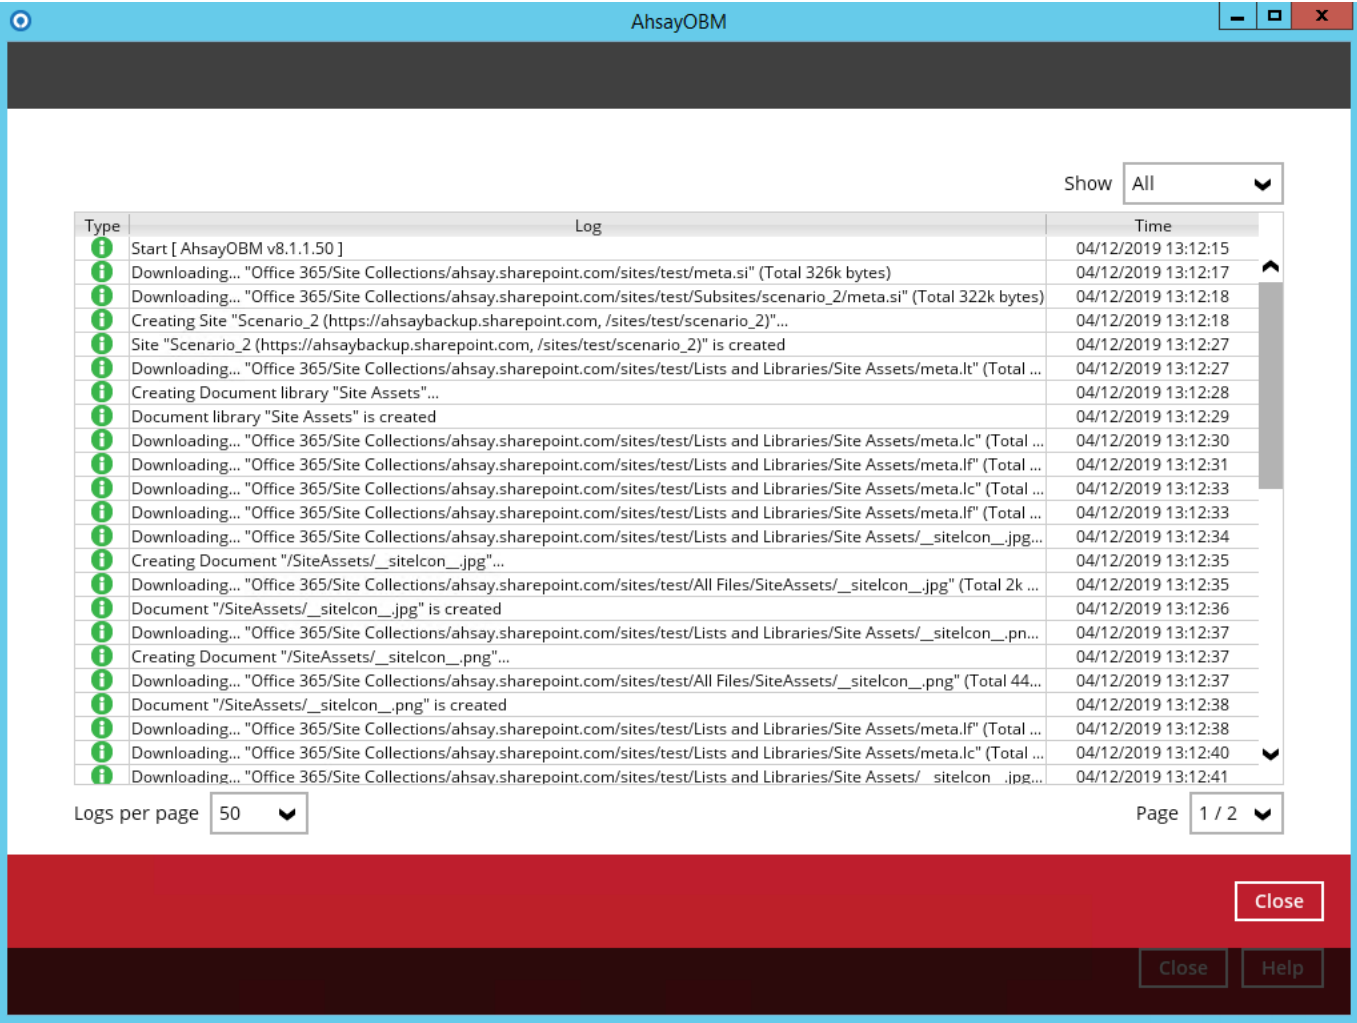 AhsayOBM
Show All
Type Log Time
Start [ AhsayOBM v8.1.1.50 ] 04/12/2019 13:12:15
Downloading... "Office 365/Site Collections/ahsay.sharepoint.com/sites/test/meta.si" (Total 326k bytes) 04/12/2019 13:12:17
Downloading... "Office 365/Site Collections/ahsay.sharepoint.com/sites/test/Subsites/scenario_2/meta.si" (Total 322k bytes) 04/12/2019 13:12:18
Creating Site "Scenario_2 (https://ahsaybackup.sharepoint.com, /sites/test/scenario_2)"... 04/12/2019 13:12:18
Site "Scenario_2 (https://ahsaybackup.sharepoint.com, /sites/test/scenario_2)" is created 04/12/2019 13:12:27
Downloading... "Office 365/Site Collections/ahsay.sharepoint.com/sites/test/Lists and Libraries/Site Assets/meta.lt" (Total ... 04/12/2019 13:12:27
Creating Document library "Site Assets"... 04/12/2019 13:12:28
Document library "Site Assets" is created 04/12/2019 13:12:29
Downloading... "Office 365/Site Collections/ahsay.sharepoint.com/sites/test/Lists and Libraries/Site Assets/meta.lc" (Total ... 04/12/2019 13:12:30
Downloading... "Office 365/Site Collections/ahsay.sharepoint.com/sites/test/Lists and Libraries/Site Assets/meta.lf" (Total ... 04/12/2019 13:12:31
Downloading... "Office 365/Site Collections/ahsay.sharepoint.com/sites/test/Lists and Libraries/Site Assets/meta.lc" (Total ... 04/12/2019 13:12:33
Downloading... "Office 365/Site Collections/ahsay.sharepoint.com/sites/test/Lists and Libraries/Site Assets/meta.lf" (Total ... 04/12/2019 13:12:33
Downloading... "Office 365/Site Collections/ahsay.sharepoint.com/sites/test/Lists and Libraries/Site Assets/__siteIcon__.jpg... 04/12/2019 13:12:34
Creating Document "/SiteAssets/__siteIcon__.jpg"... 04/12/2019 13:12:35
Downloading... "Office 365/Site Collections/ahsay.sharepoint.com/sites/test/All Files/SiteAssets/__siteIcon__.jpg" (Total 2k ... 04/12/2019 13:12:35
Document "/SiteAssets/__siteIcon__.jpg" is created 04/12/2019 13:12:36
Downloading... "Office 365/Site Collections/ahsay.sharepoint.com/sites/test/Lists and Libraries/Site Assets/__siteIcon__.pn... 04/12/2019 13:12:37
Creating Document "/SiteAssets/__siteIcon__.png"... 04/12/2019 13:12:37
Downloading... "Office 365/Site Collections/ahsay.sharepoint.com/sites/test/All Files/SiteAssets/__siteIcon__.png" (Total 44... 04/12/2019 13:12:37
Document "/SiteAssets/__siteIcon__.png" is created 04/12/2019 13:12:38
Downloading... "Office 365/Site Collections/ahsay.sharepoint.com/sites/test/Lists and Libraries/Site Assets/meta.lf" (Total ... 04/12/2019 13:12:38
Downloading... "Office 365/Site Collections/ahsay.sharepoint.com/sites/test/Lists and Libraries/Site Assets/meta.lc" (Total ... 04/12/2019 13:12:40
Downloading... "Office 365/Site Collections/ahsay.sharepoint.com/sites/test/Lists and Libraries/Site Assets/__siteIcon__.jpg... 04/12/2019 13:12:41
Logs per page 50 Page 1 / 2
Close
Close Help